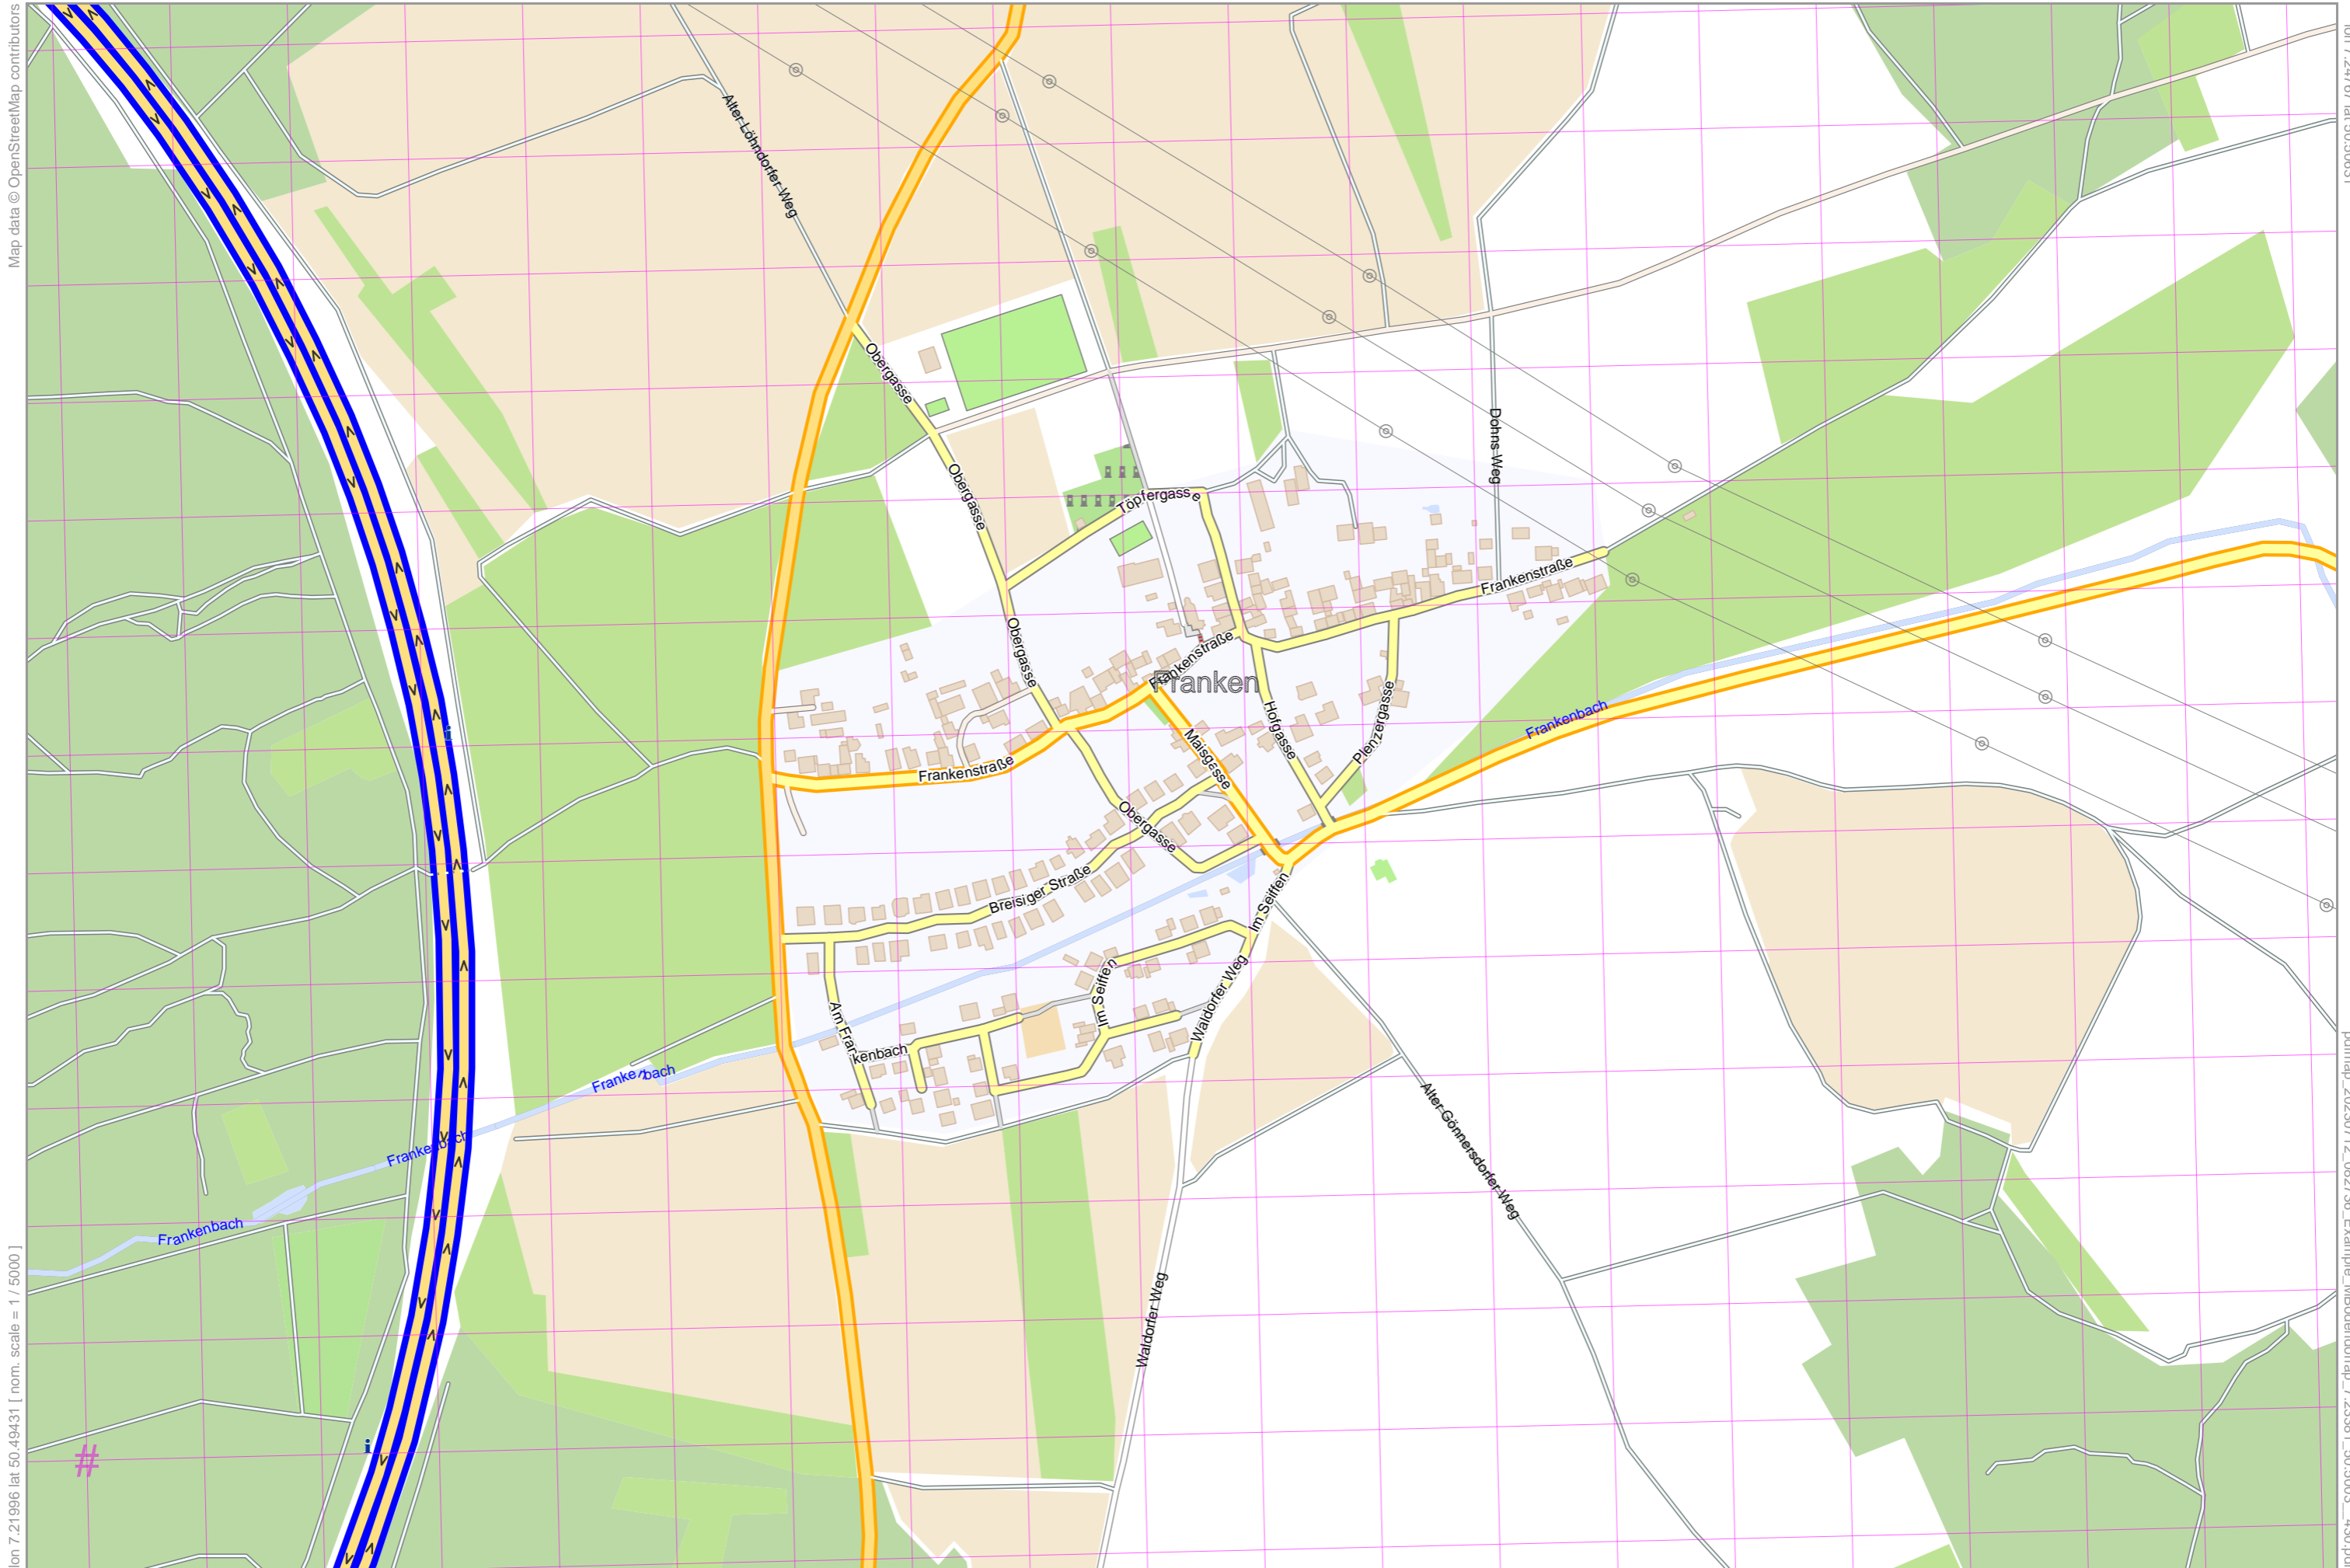 Map data © OpenStreetMap contributors
Alter Löhndorfer Weg
Obergasse
Obergasse
Töpfergasse
Dohns Weg
Frankenstraße
Obergasse
Frankenstraße
Franken
Hofgasse
Plenzergasse
Frankenbach
Maisgasse
Frankenstraße
Obergasse
Breisiger Straße
Im Seiffen
Im Seiffen
Waldorfer Weg
Am Frankenbach
Frankenbach
Frankenbach
Frankenbach
Alter Gönnersdorfer Weg
Waldorfer Weg
i
#
lon 7.21996 lat 50.49431 [ nom. scale = 1 / 5000 ]